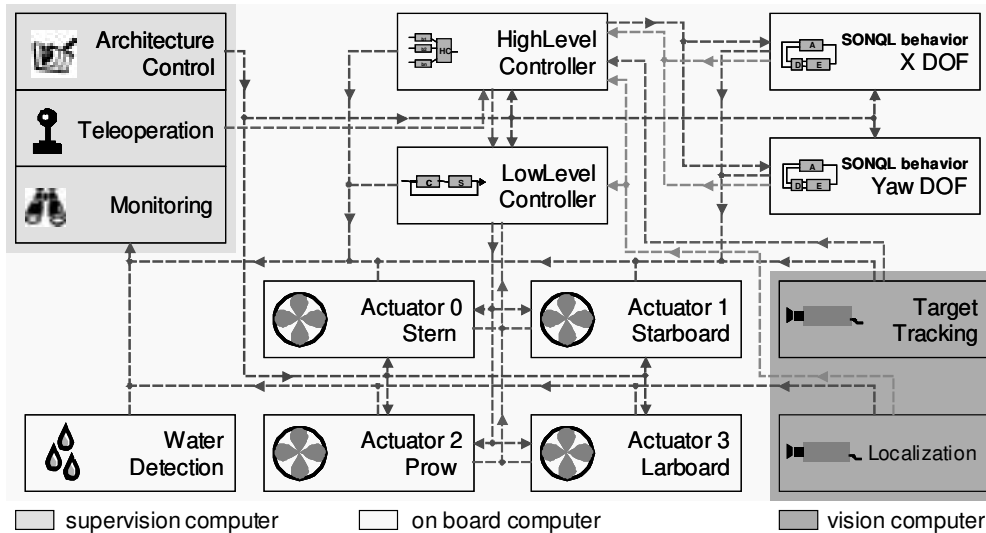 Architecture
Control
Teleoperation
Monitoring
HC
HighLevel
Controller
C S
LowLevel
Controller
A
D E
SONQL behavior
X DOF
A
D E
SONQL behavior
Yaw DOF
Actuator 0
Stern
Actuator 1
Starboard
Target
Tracking
Water
Detection
Actuator 2
Prow
Actuator 3
Larboard
Localization
supervision computer
on board computer
vision computer